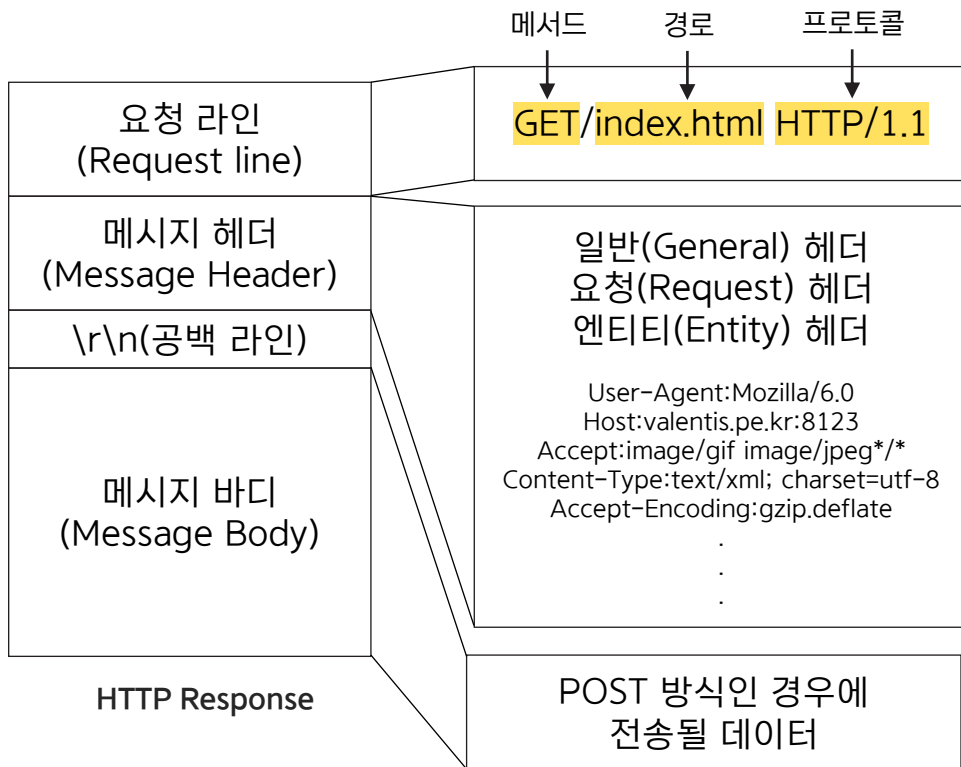 메서드 경로 프로토콜
요청 라인
(Request line)
GET/index.html HTTP/1.1
메시지 헤더
(Message Header)
\r\n(공백 라인)
메시지 바디
(Message Body)
일반(General) 헤더
요청(Request) 헤더
엔티티(Entity) 헤더
User-Agent:Mozilla/6.0
Host:valentis.pe.kr:8123
Accept:image/gif image/jpeg*/*
Content-Type:text/xml; charset=utf-8
Accept-Encoding:gzip.deflate
.
.
.
HTTP Response
POST 방식인 경우에
전송될 데이터